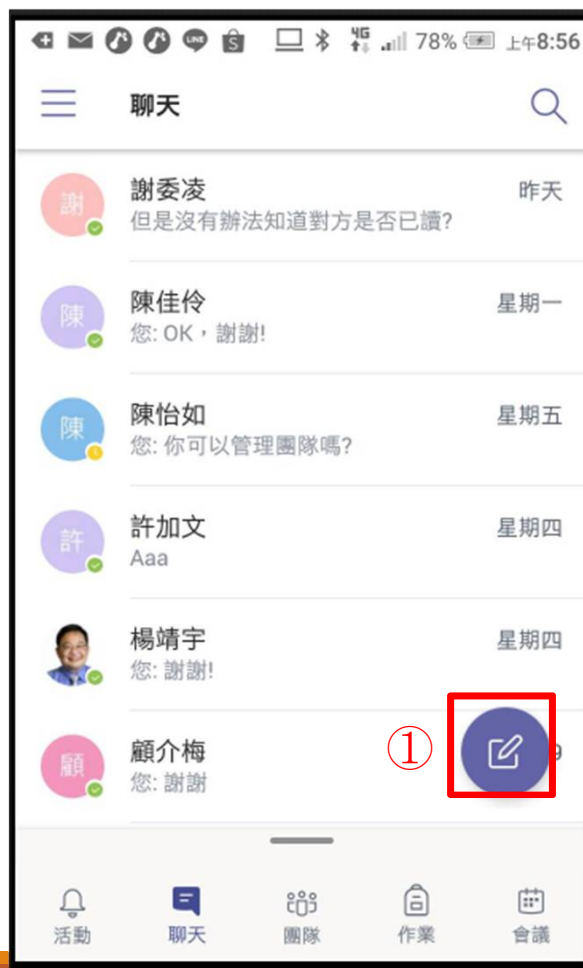 LINE
S
4G
78%
上午8:56
聊天
謝
謝委凌
昨天
但是沒有辦法知道對方是否已讀?
陳
陳佳伶
星期一
您: OK，謝謝!
陳
陳怡如
星期五
您: 你可以管理團隊嗎?
許
許加文
星期四
Aaa
楊靖宇
星期四
您: 謝謝!
顧
顧介梅
①
9
您: 謝謝
活動
聊天
團隊
作業
會議